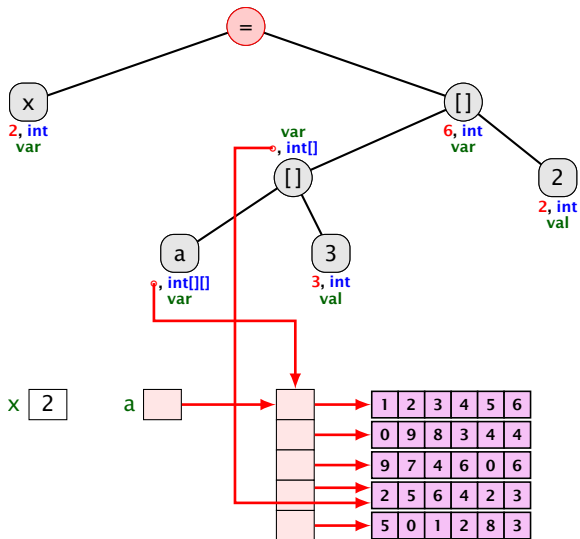 =
x
[]
2, int
var
6, int
var
var
, int[]
[]
2
2, int
val
a
3
, int[][]
var
3, int
val
x 2 a
1 2 3 4 5 6
0 9 8 3 4 4
9 7 4 6 0 6
2 5 6 4 2 3
5 0 1 2 8 3